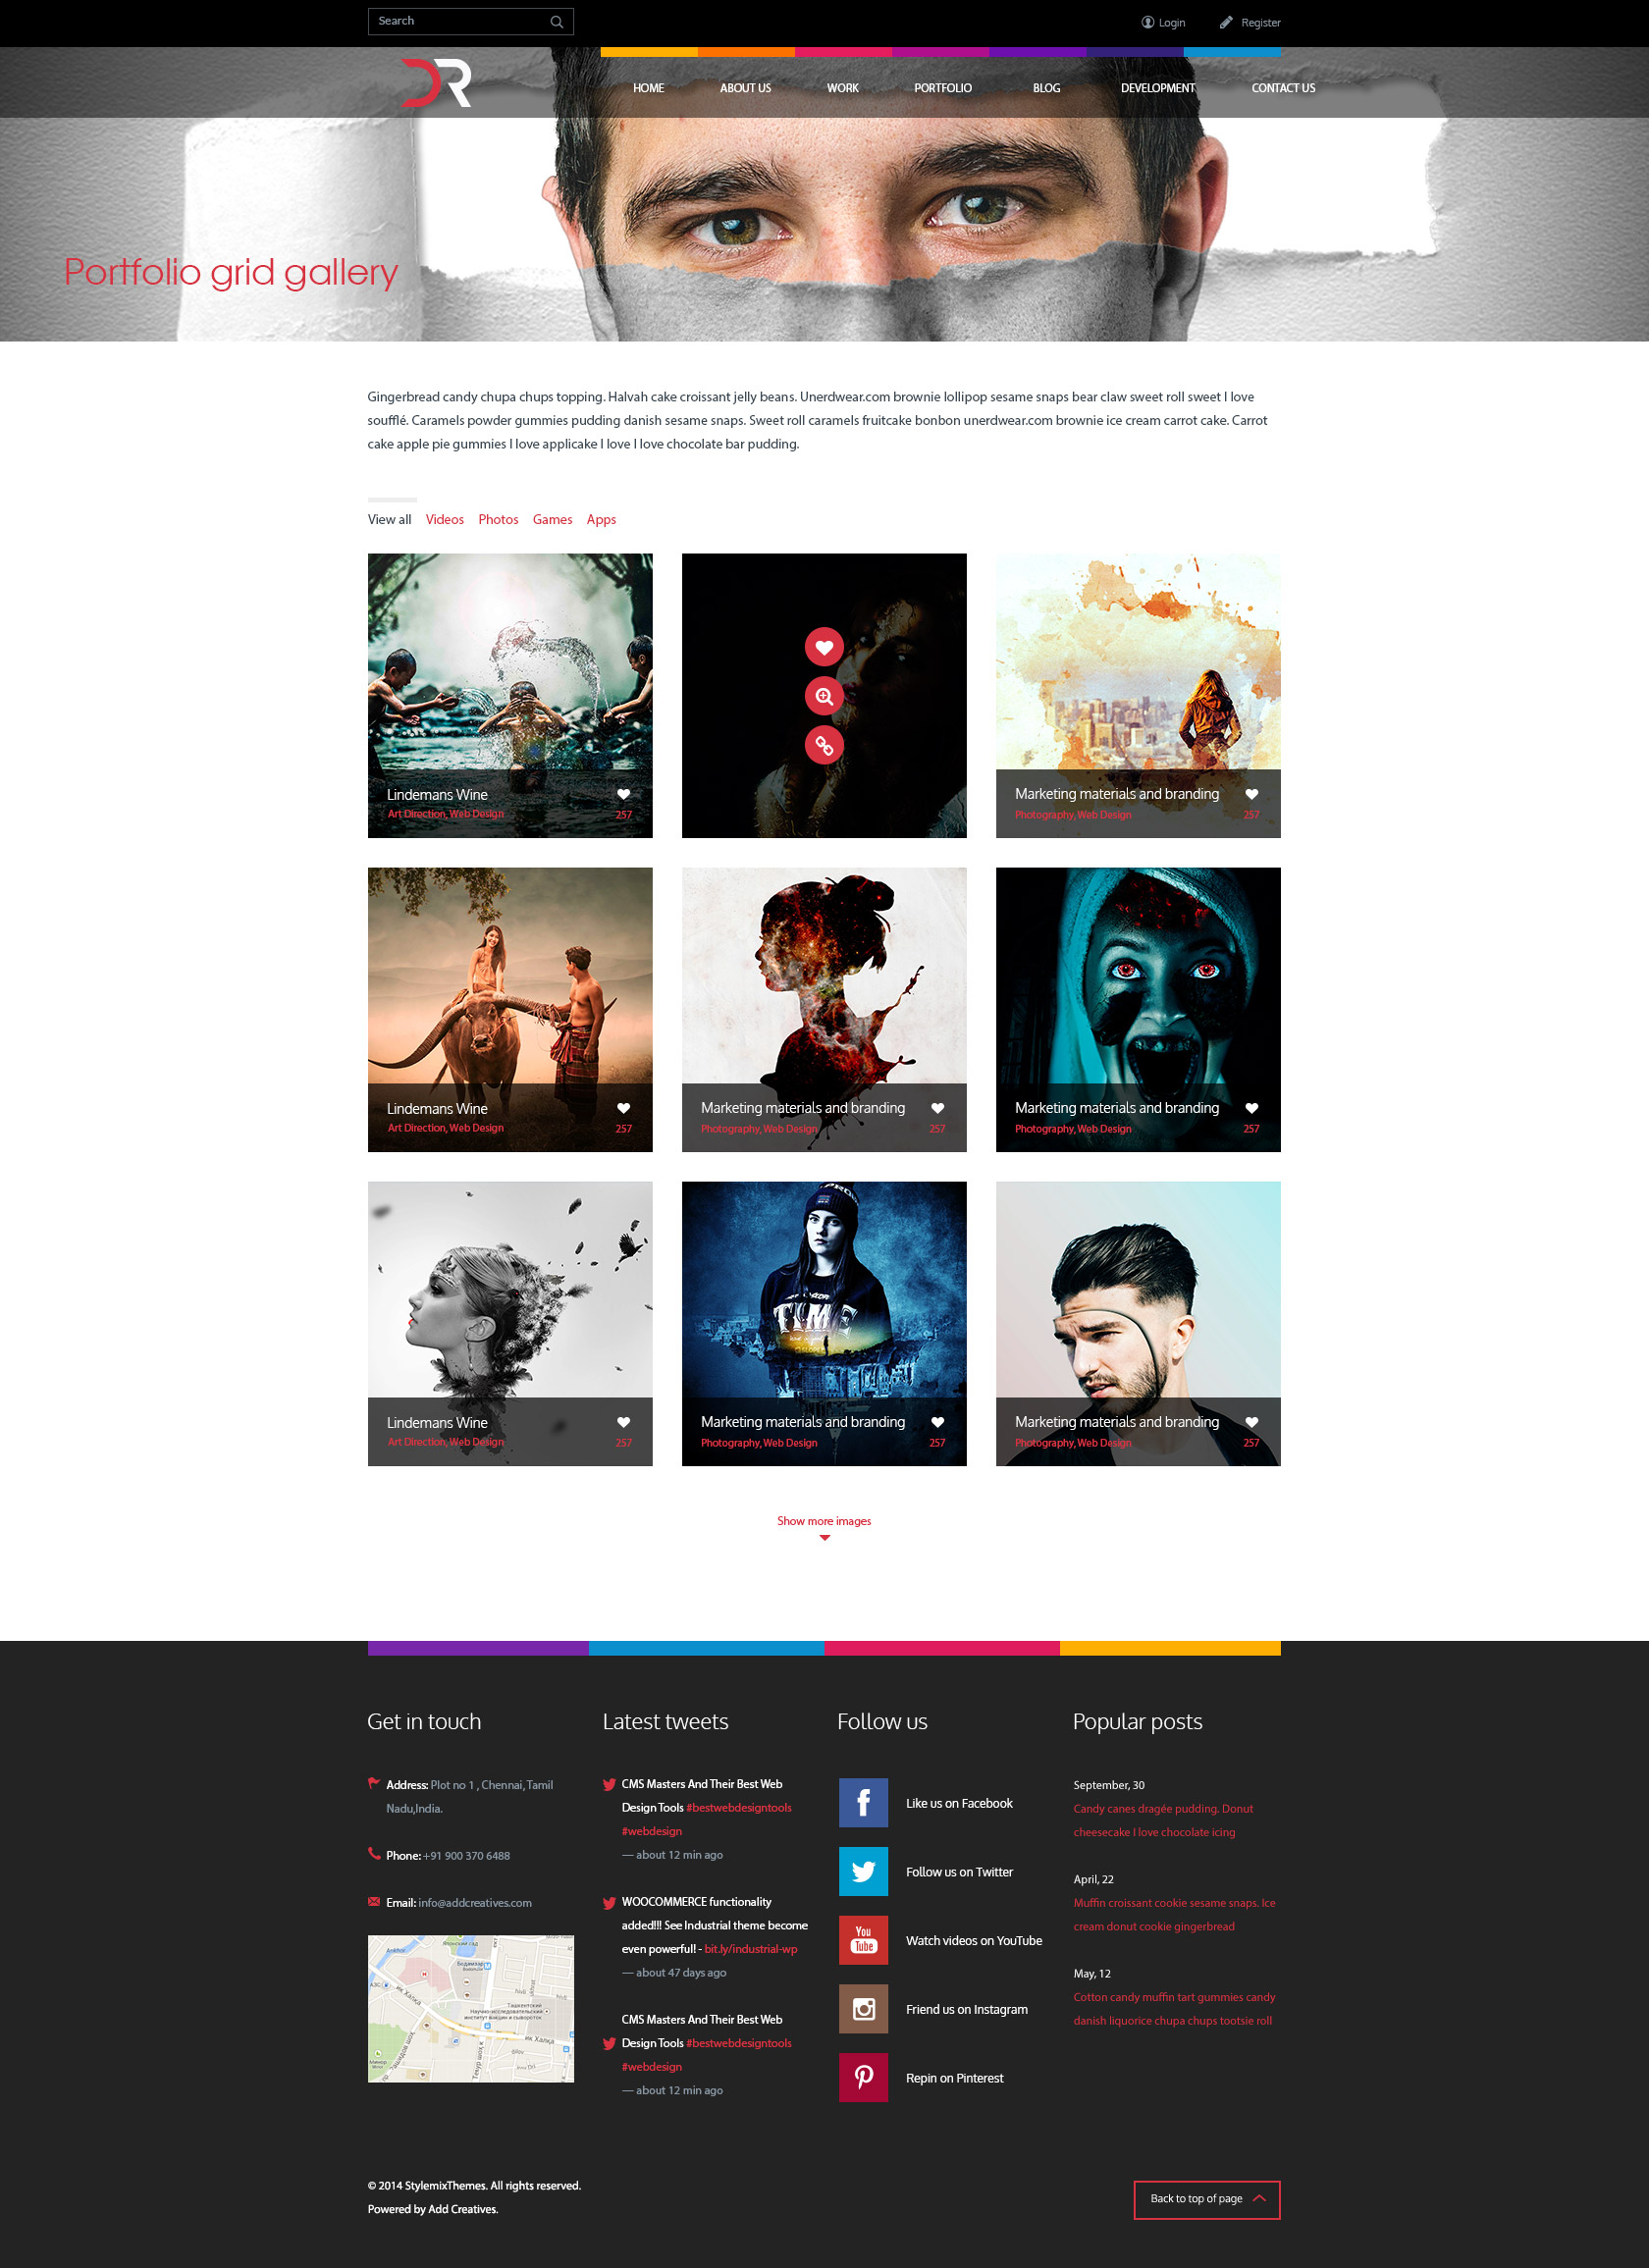 Search
Login
Register
DR
HOME ABOUT US WORK PORTFOLIO BLOG DEVELOPMENT CONTACT US
Portfolio grid gallery
Gingerbread candy chupa chups topping. Halvah cake croissant jelly beans. Unerdwear.com brownie lollipop sesame snaps bear claw sweet roll sweet I love
soufflé. Caramels powder gummies pudding danish sesame snaps. Sweet roll caramels fruitcake bonbon unerdwear.com brownie ice cream carrot cake. Carrot
cake apple pie gummies I love applicake I love I love chocolate bar pudding.
View all Videos Photos Games Apps
Lindemans Wine
Art Direction, Web Design 257
Marketing materials and branding
Photography, Web Design 257
Lindemans Wine
Art Direction, Web Design 257
Marketing materials and branding
Photography, Web Design 257
Marketing materials and branding
Photography, Web Design 257
Lindemans Wine
Art Direction, Web Design 257
TIME
Marketing materials and branding
Photography, Web Design 257
Marketing materials and branding
Photography, Web Design 257
Show more images
Get in touch
Address: Plot no 1 , Chennai, Tamil
Nadu,India.
Phone: +91 900 370 6488
Email: info@addcreatives.com
Ташкентский
Научно-исследовательский
институт вакцин и сывороток
Latest tweets
CMS Masters And Their Best Web
Design Tools #bestwebdesigntools
#webdesign
— about 12 min ago
WOOCOMMERCE functionality
added!!! See Industrial theme become
even powerful! - bit.ly/industrial-wp
— about 47 days ago
CMS Masters And Their Best Web
Design Tools #bestwebdesigntools
#webdesign
— about 12 min ago
Follow us
Like us on Facebook
Follow us on Twitter
You
Tube
Watch videos on YouTube
Friend us on Instagram
Repin on Pinterest
Popular posts
September, 30
Candy canes dragée pudding. Donut
cheesecake I love chocolate icing
April, 22
Muffin croissant cookie sesame snaps. Ice
cream donut cookie gingerbread
May, 12
Cotton candy muffin tart gummies candy
danish liquorice chupa chups tootsie roll
© 2014 StylemixThemes. All rights reserved.
Powered by Add Creatives.
Back to top of page